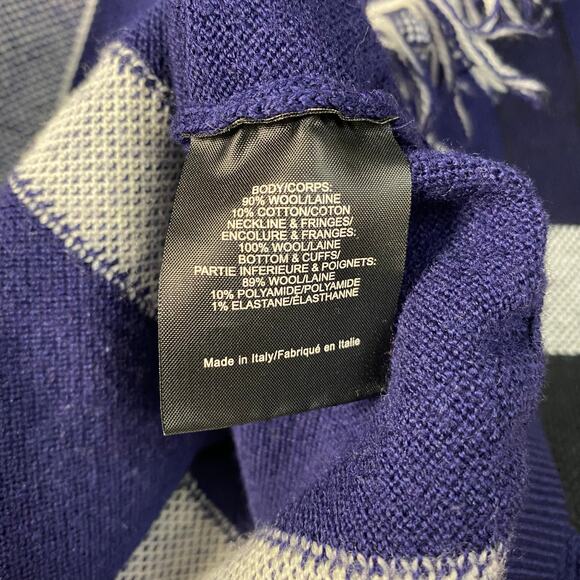 BODY/CORPS:
90% WOOL/LAINE
10% COTTON/COTON
NECKLINE & FRINGES/
ENCOLURE & FRANGES:
100% WOOL/LAINE
BOTTOM & CUFFS/
PARTIE INFERIEURE & POIGNETS:
89% WOOL/LAINE
10% POLYAMIDE/POLYAMIDE
1% ELASTANE/ÉLASTHANNE
Made in Italy/Fabriqué en Italie